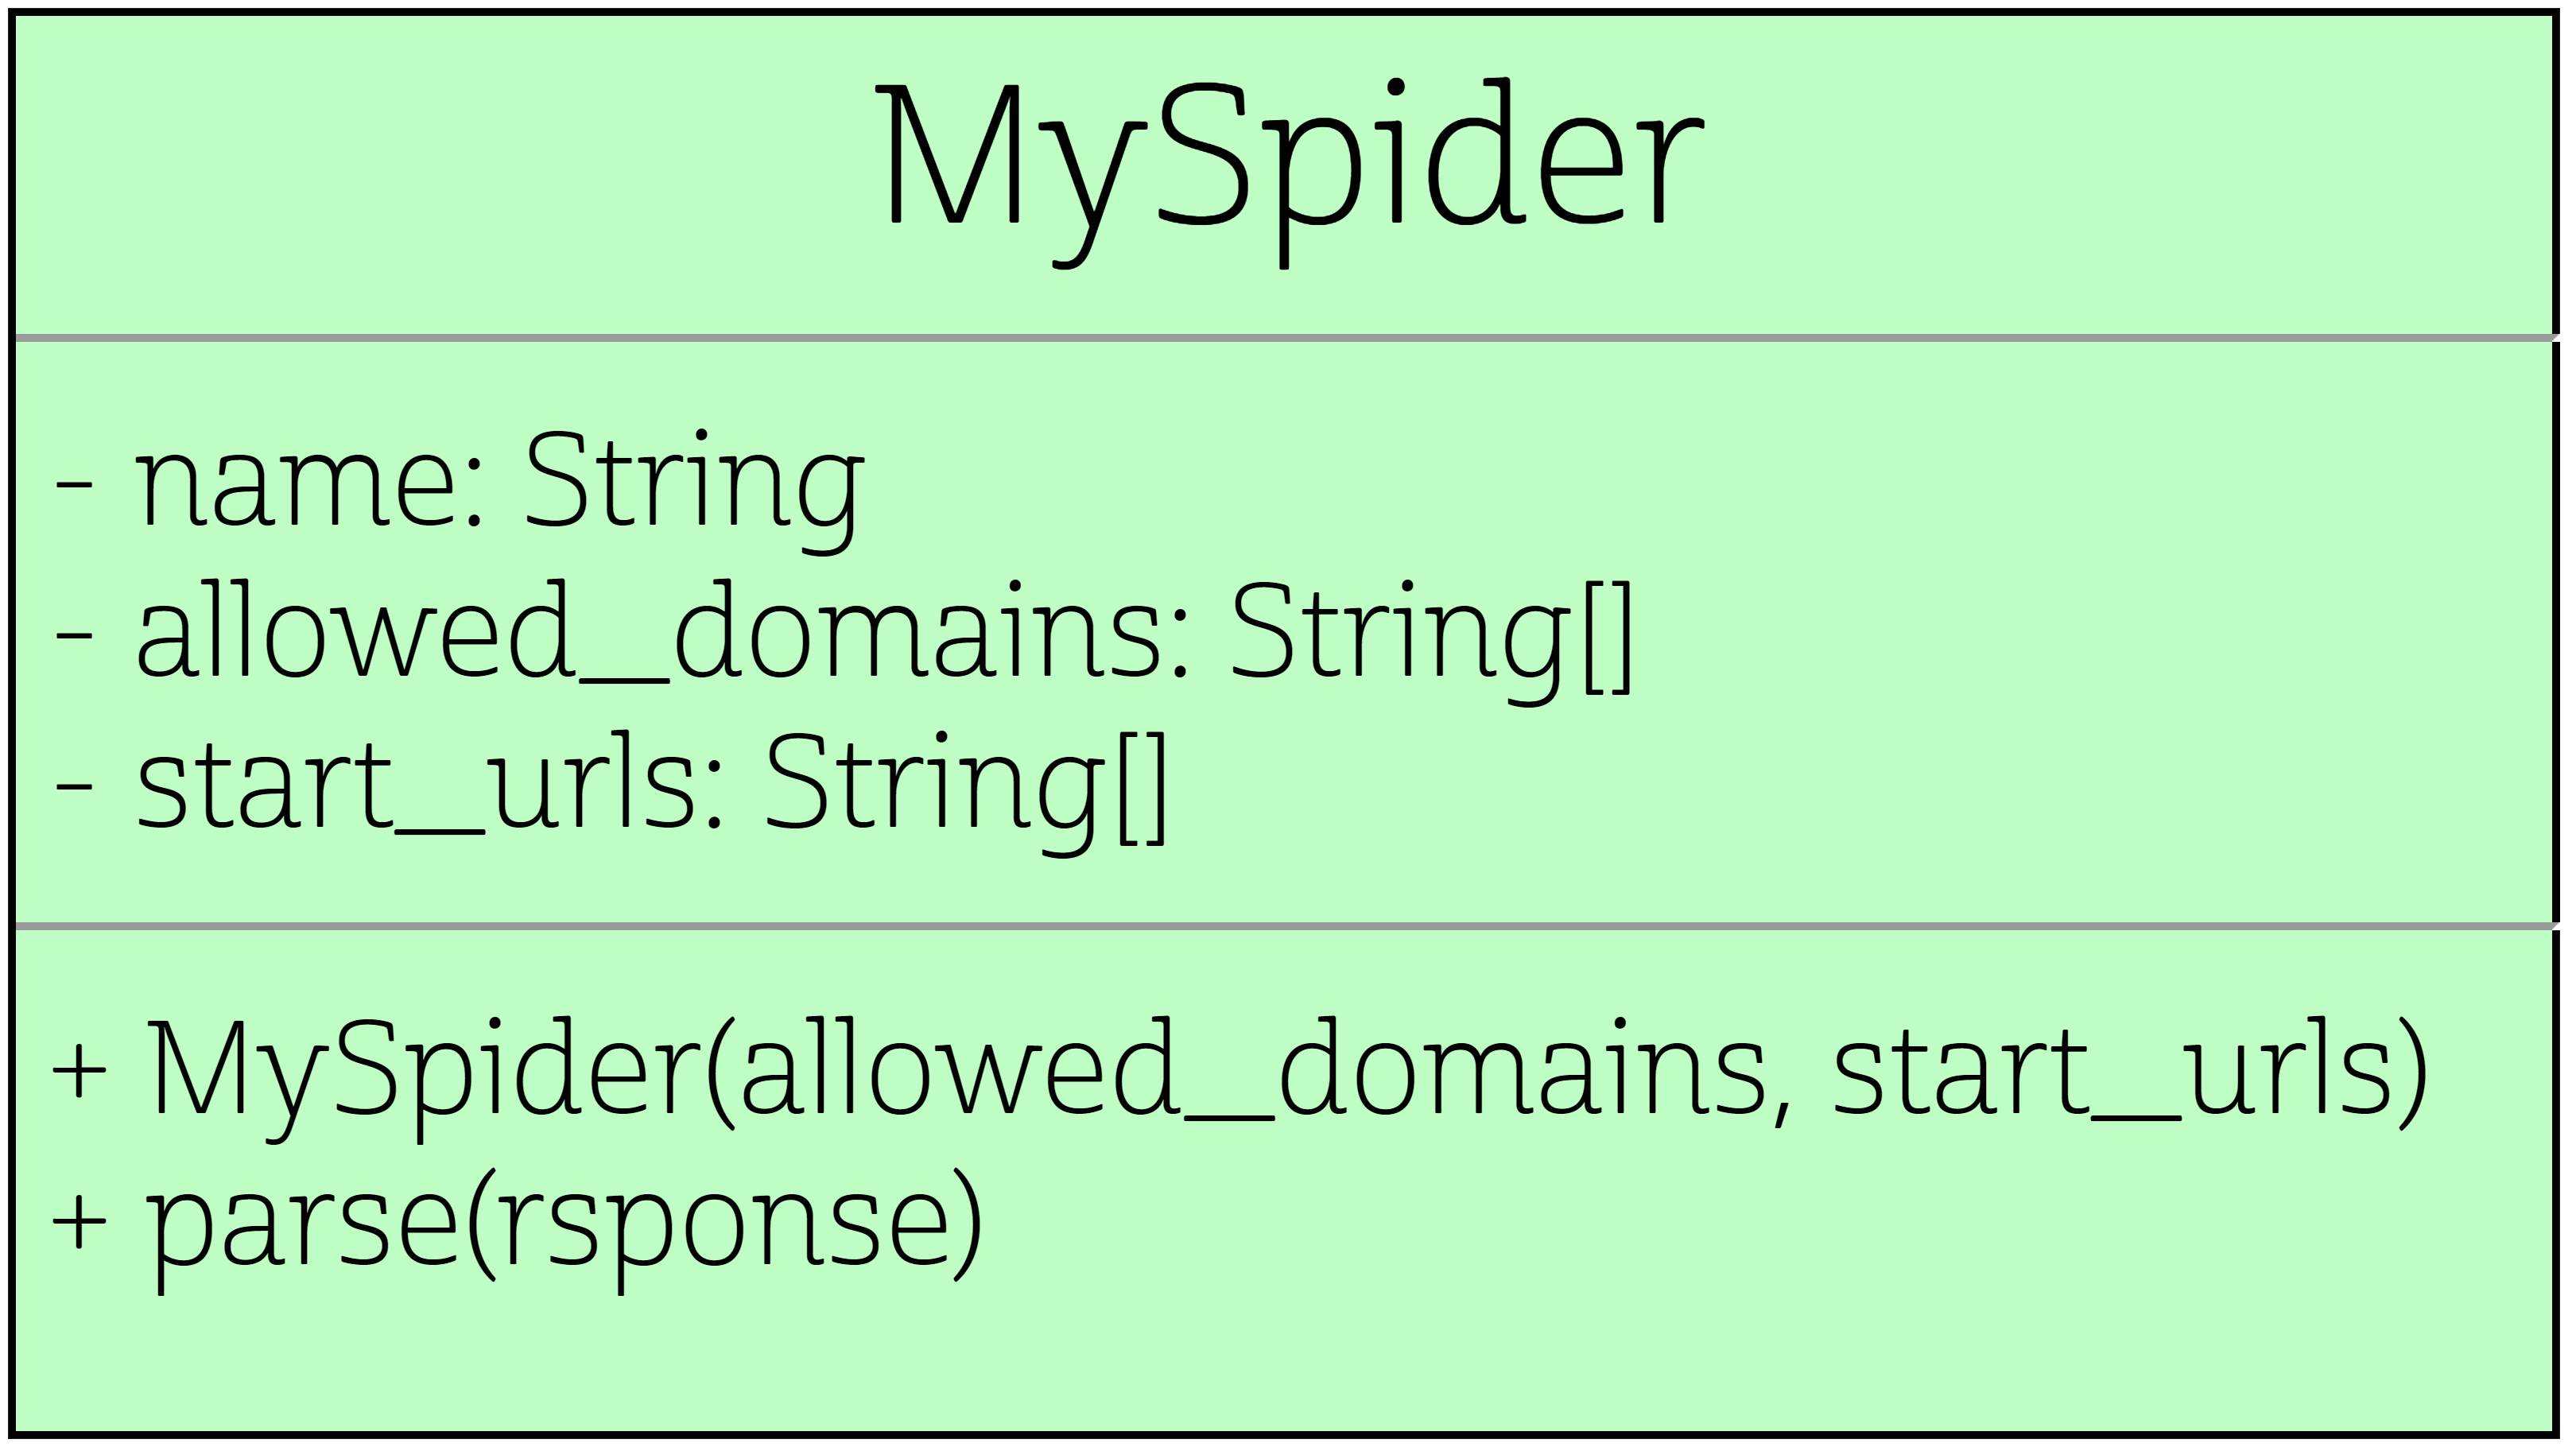 MySpider
- name: String
- allowed_domains: String[]
- start_urls: String[]
+ MySpider(allowed_domains, start_urls)
+ parse(rsponse)